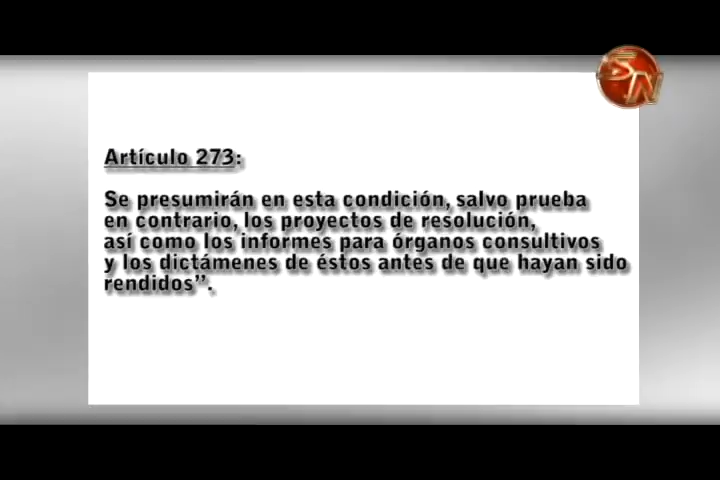 STN
Artículo 273:
Se presumirán en esta condición, salvo prueba
en contrario, los proyectos de resolución,
así como los informes para órganos consultivos
y los dictámenes de éstos antes de que hayan sido
rendidos”.